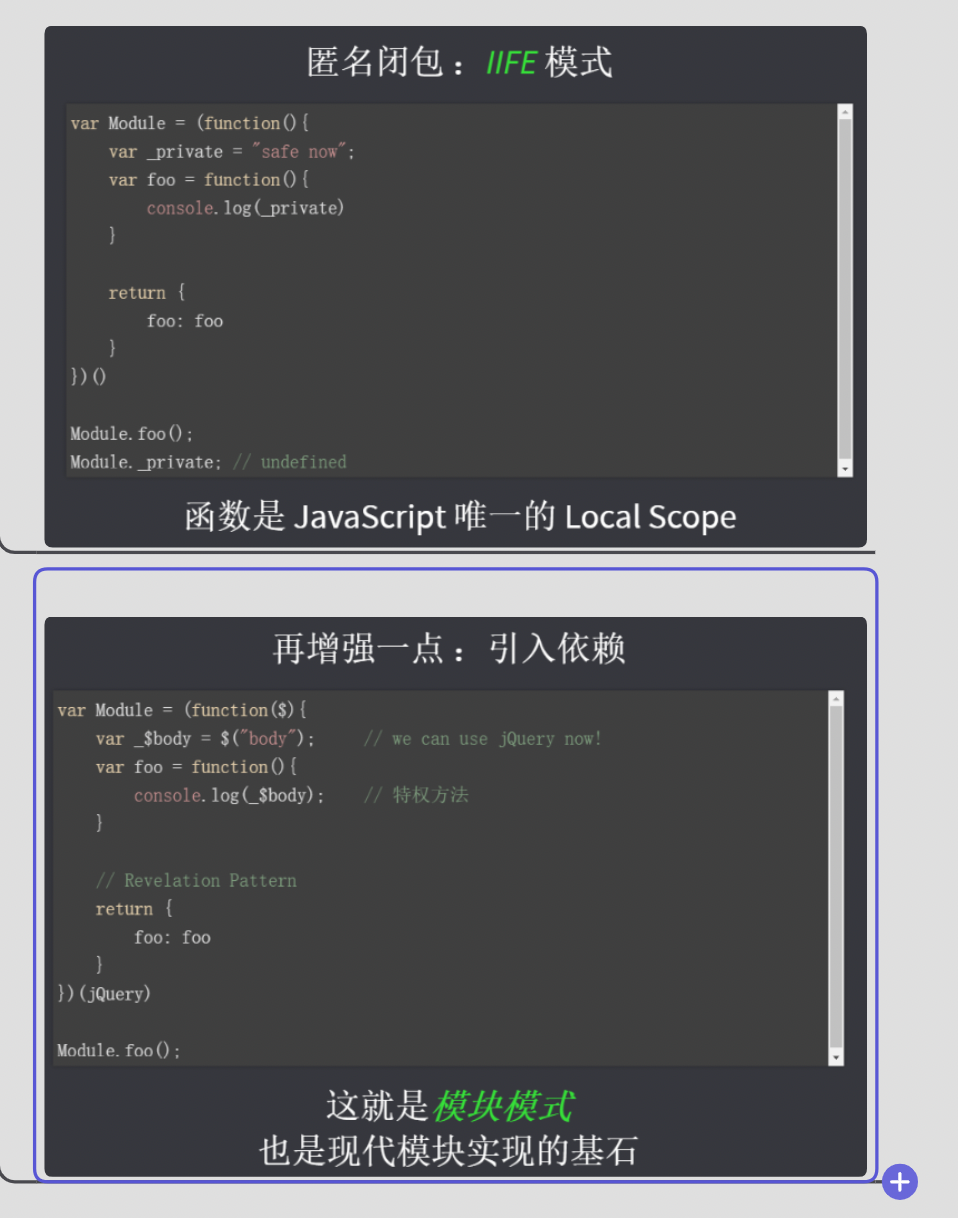 匿名闭包：IIFE 模式
var Module = (function(){
    var _private = "safe now";
    var foo = function(){
        console.log(_private)
    }
    return {
        foo: foo
    }
})()
Module.foo();
Module._private; // undefined
函数是 JavaScript 唯一的 Local Scope
再增强一点：引入依赖
var Module = (function($){
    var _$body = $("body");     // we can use jQuery now!
    var foo = function(){
        console.log(_$body);    // 特权方法
    }
    // Revelation Pattern
    return {
        foo: foo
    }
})(jQuery)
Module.foo();
这就是模块模式
也是现代模块实现的基石